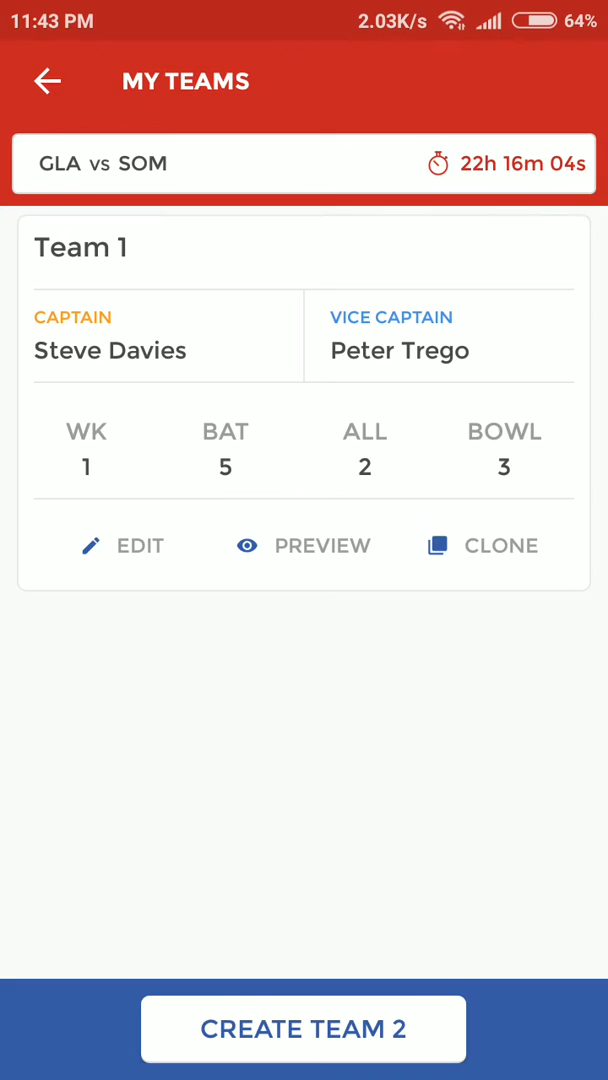 11:43 PM 2.03K/s 64%
MY TEAMS
GLA vs SOM 22h 16m 04s
Team 1
CAPTAIN VICE CAPTAIN
Steve Davies Peter Trego
WK BAT ALL BOWL
1 5 2 3
EDIT PREVIEW CLONE
CREATE TEAM 2